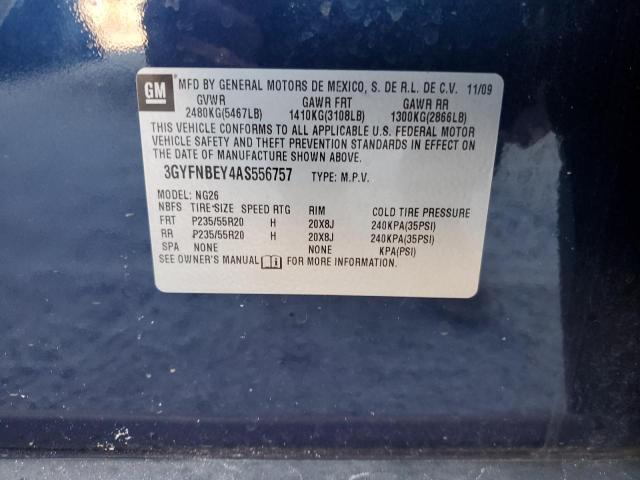 GM
MFD BY GENERAL MOTORS DE MEXICO, S. DE R.L. DE C.V. 11/09
GVWR GAWR FRT GAWR RR
2480KG(5467LB) 1410KG(3108LB) 1300KG(2866LB)
THIS VEHICLE CONFORMS TO ALL APPLICABLE U.S. FEDERAL MOTOR
VEHICLE SAFETY AND THEFT PREVENTION STANDARDS IN EFFECT ON
THE DATE OF MANUFACTURE SHOWN ABOVE.
3GYFNBEY4AS556757 TYPE: M.P.V.
MODEL: NG26
NBFS TIRE SIZE SPEED RTG RIM COLD TIRE PRESSURE
FRT P235/55R20 H 20X8J 240KPA(35PSI)
RR P235/55R20 H 20X8J 240KPA(35PSI)
SPA NONE NONE KPA(PSI)
SEE OWNER'S MANUAL FOR MORE INFORMATION.